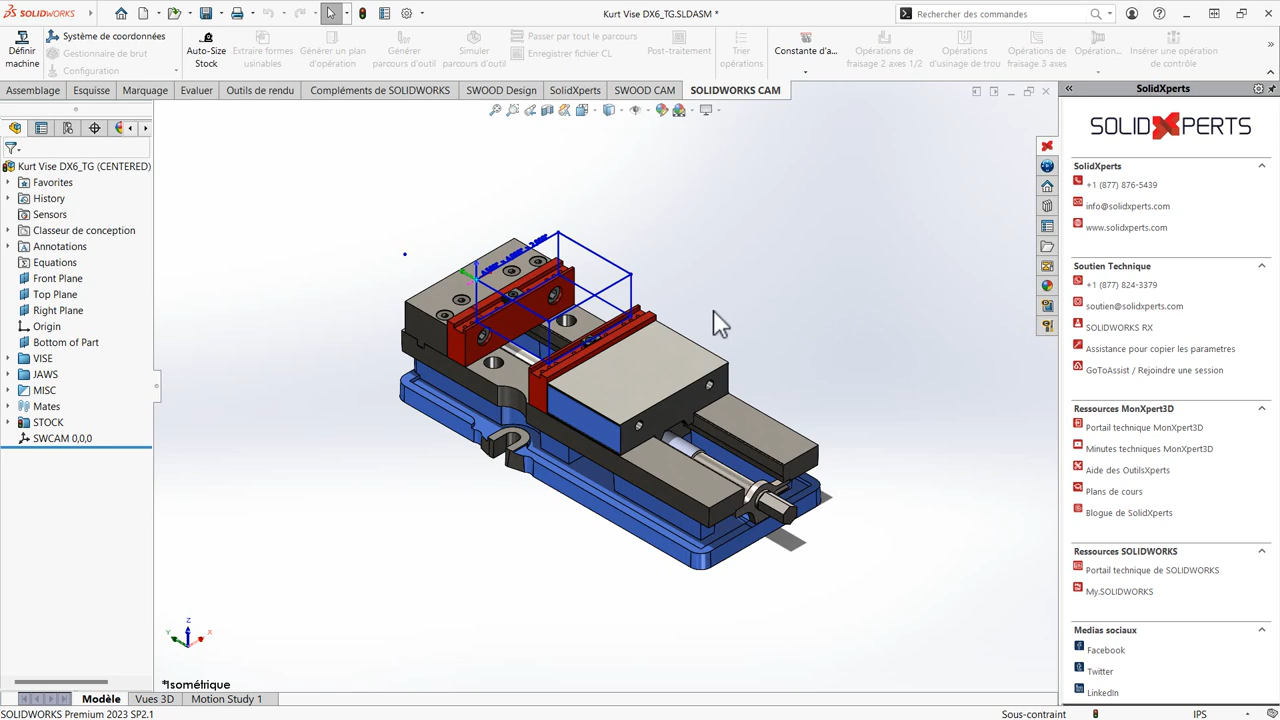 SOLIDWORKS
Kurt Vise DX6_TG.SLDASM *
Rechercher des commandes
Définir machine
Système de coordonnées
Gestionnaire de brut
Configuration
Auto-Size Stock
Extraire formes usinables
Générer un plan d'opération
Générer parcours d'outil
Simuler parcours d'outil
Passer par tout le parcours
Enregistrer fichier CL
Post-traitement
Trier opérations
Constante d'a...
Opérations de fraisage 2 axes 1/2
Opérations d'usinage de trou
Opérations de fraisage 3 axes
Opération...
Insérer une opération de contrôle
Assemblage
Esquisse
Marquage
Evaluer
Outils de rendu
Compléments de SOLIDWORKS
SWOOD Design
SolidXperts
SWOOD CAM
SOLIDWORKS CAM
Kurt Vise DX6_TG (CENTERED)
Favorites
History
Sensors
Classeur de conception
Annotations
Equations
Front Plane
Top Plane
Right Plane
Origin
Bottom of Part
VISE
JAWS
MISC
Mates
STOCK
SWCAM 0,0,0
Z
Y
X
*Isométrique
SolidXperts
SOLIDXPERTS
SolidXperts
+1 (877) 876-5439
info@solidxperts.com
www.solidxperts.com
Soutien Technique
+1 (877) 824-3379
soutien@solidxperts.com
SOLIDWORKS RX
Assistance pour copier les parametres
GoToAssist / Rejoindre une session
Ressources MonXpert3D
Portail technique MonXpert3D
Minutes techniques MonXpert3D
Aide des OutilsXperts
Plans de cours
Blogue de SolidXperts
Ressources SOLIDWORKS
Portail technique de SOLIDWORKS
My.SOLIDWORKS
Medias sociaux
Facebook
Twitter
LinkedIn
Modèle
Vues 3D
Motion Study 1
SOLIDWORKS Premium 2023 SP2.1
Sous-contraint
IPS